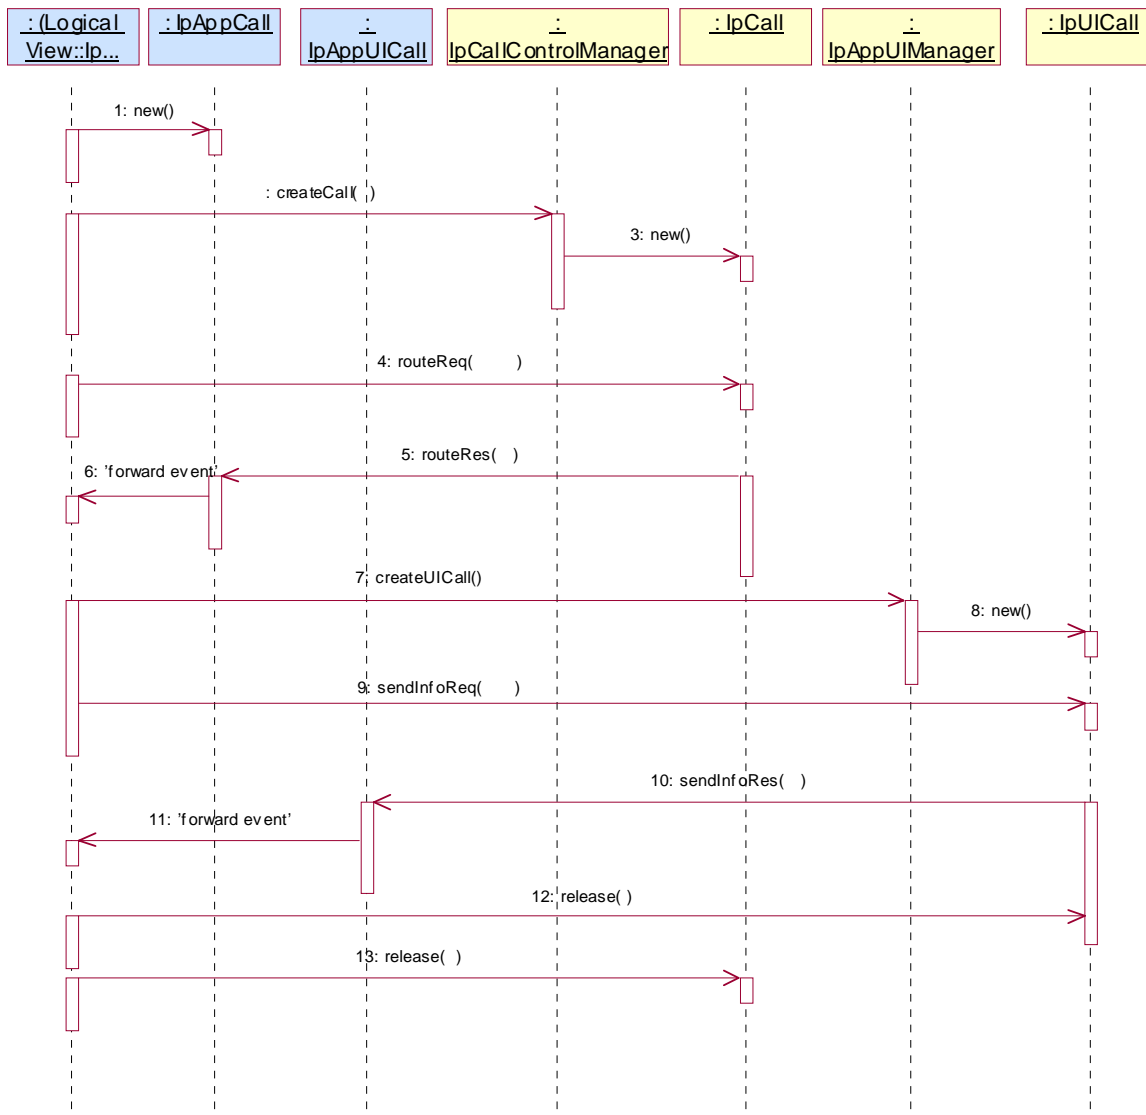 : (Logical
View::Ip...
: IpAppCall
:
IpAppUICall
:
IpCallControlManager
: IpCall
:
IpAppUIManager
: IpUICall
1: new()
: createCall( )
3: new()
4: routeReq( )
5: routeRes( )
6: 'forward event'
7: createUICall()
8: new()
9: sendInfoReq( )
10: sendInfoRes( )
11: 'forward event'
12: release( )
13: release( )